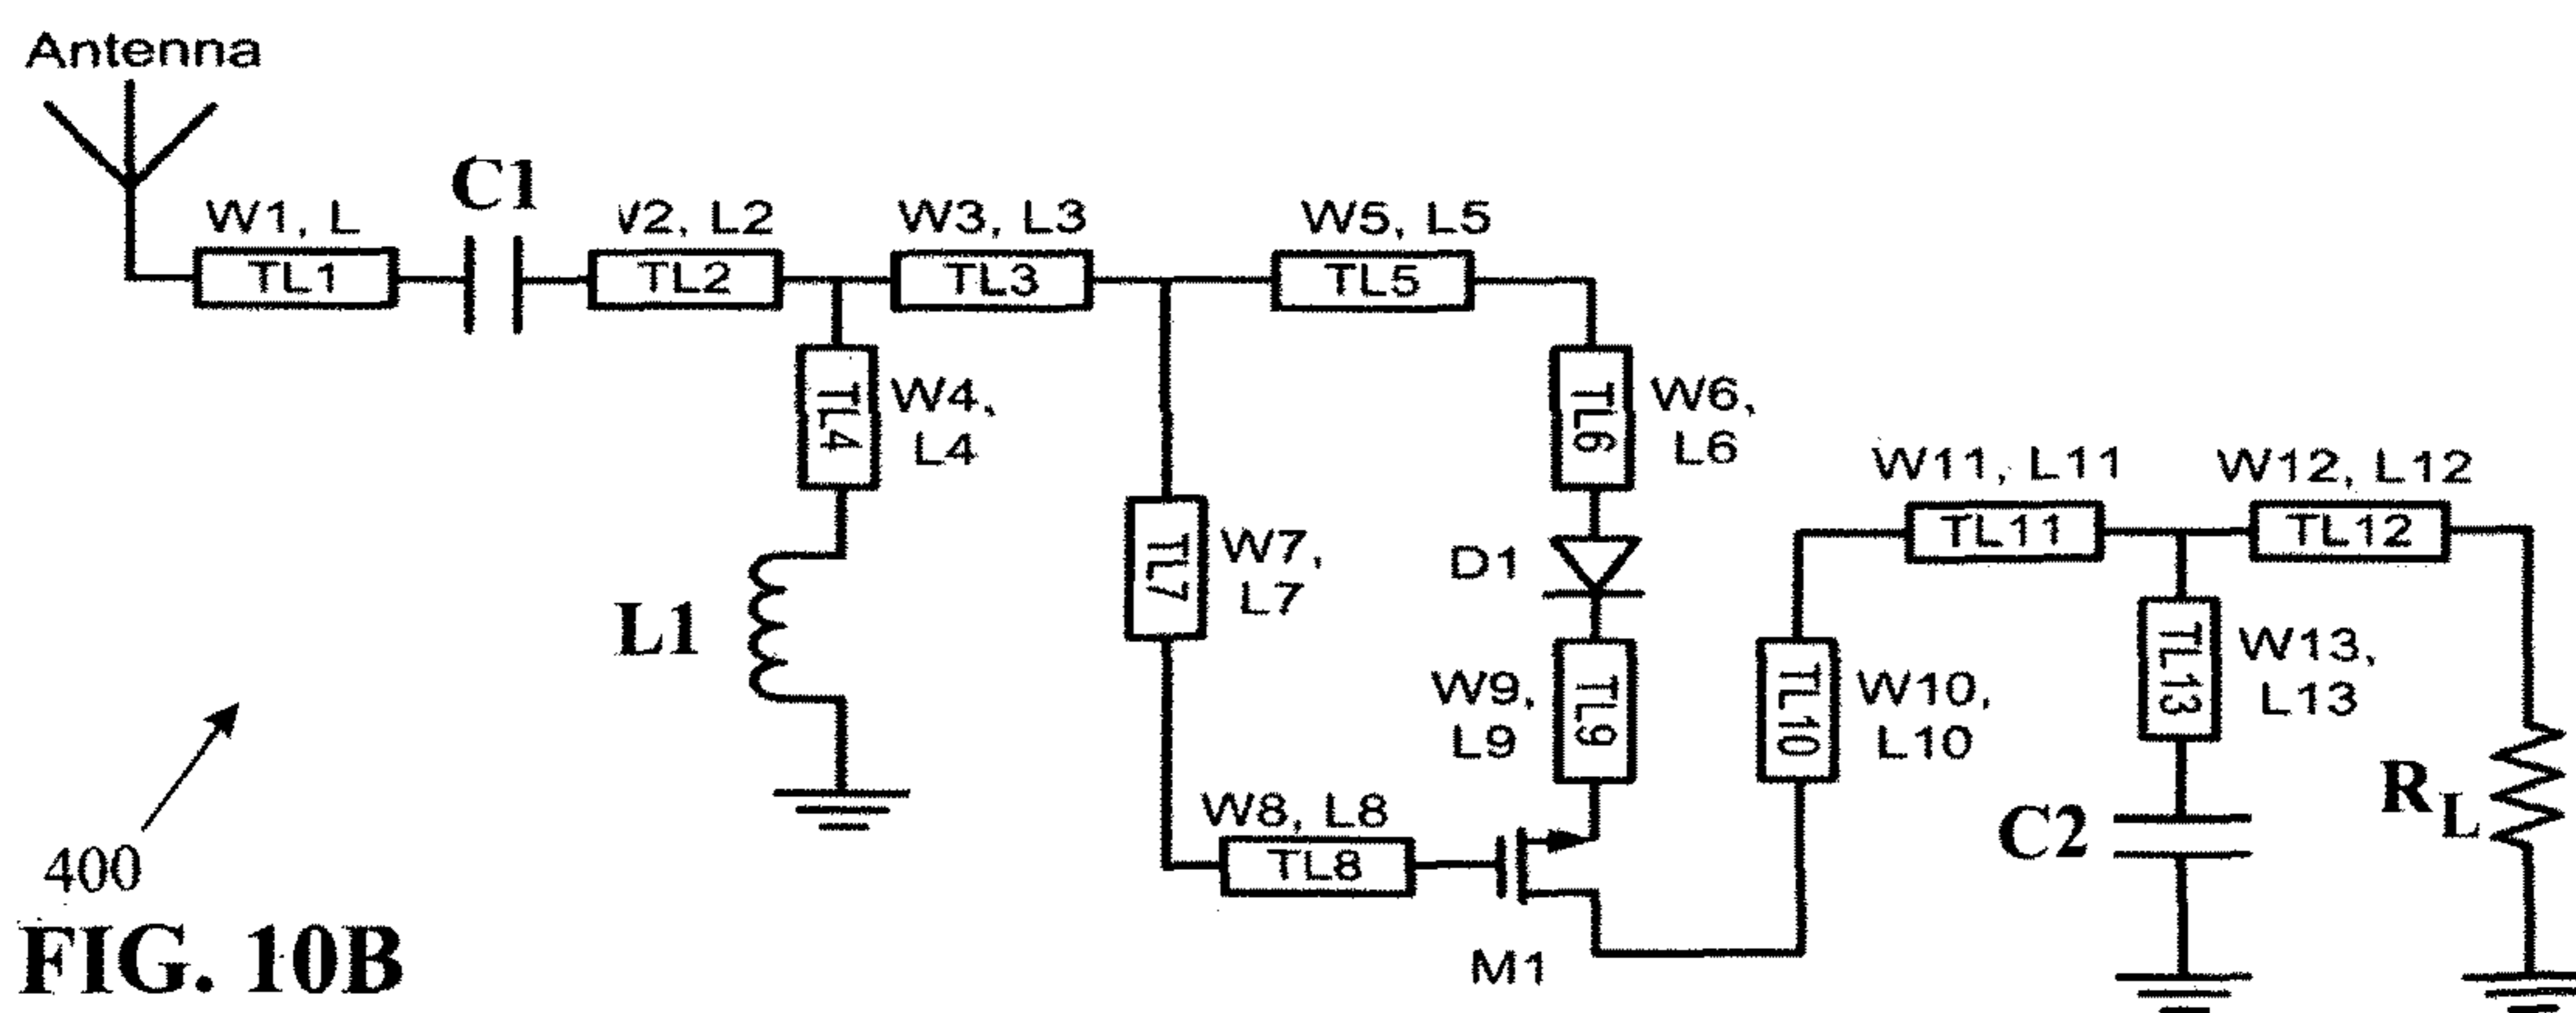 Antenna
C1
W1, L
V2, L2
W3, L3
W5, L5
TL1
TL2
TL3
TL5
TL4
W4,
L4
TL6
W6,
L6
W11, L11
W12, L12
TL11
TL12
TL7
W7,
L7
D1
L1
W9,
L9
TL9
TL10
W10,
L10
TL13
W13,
L13
W8, L8
TL8
C2
RL
M1
400
FIG. 10B